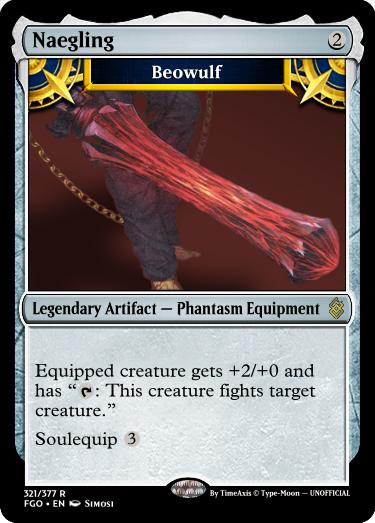 Naegling 2
Beowulf
Legendary Artifact — Phantasm Equipment
Equipped creature gets +2/+0 and
has “: This creature fights target
creature.”
Soulequip 3
321/377 R
FGO • EN Simosi
By TimeAxis © Type-Moon — UNOFFICIAL